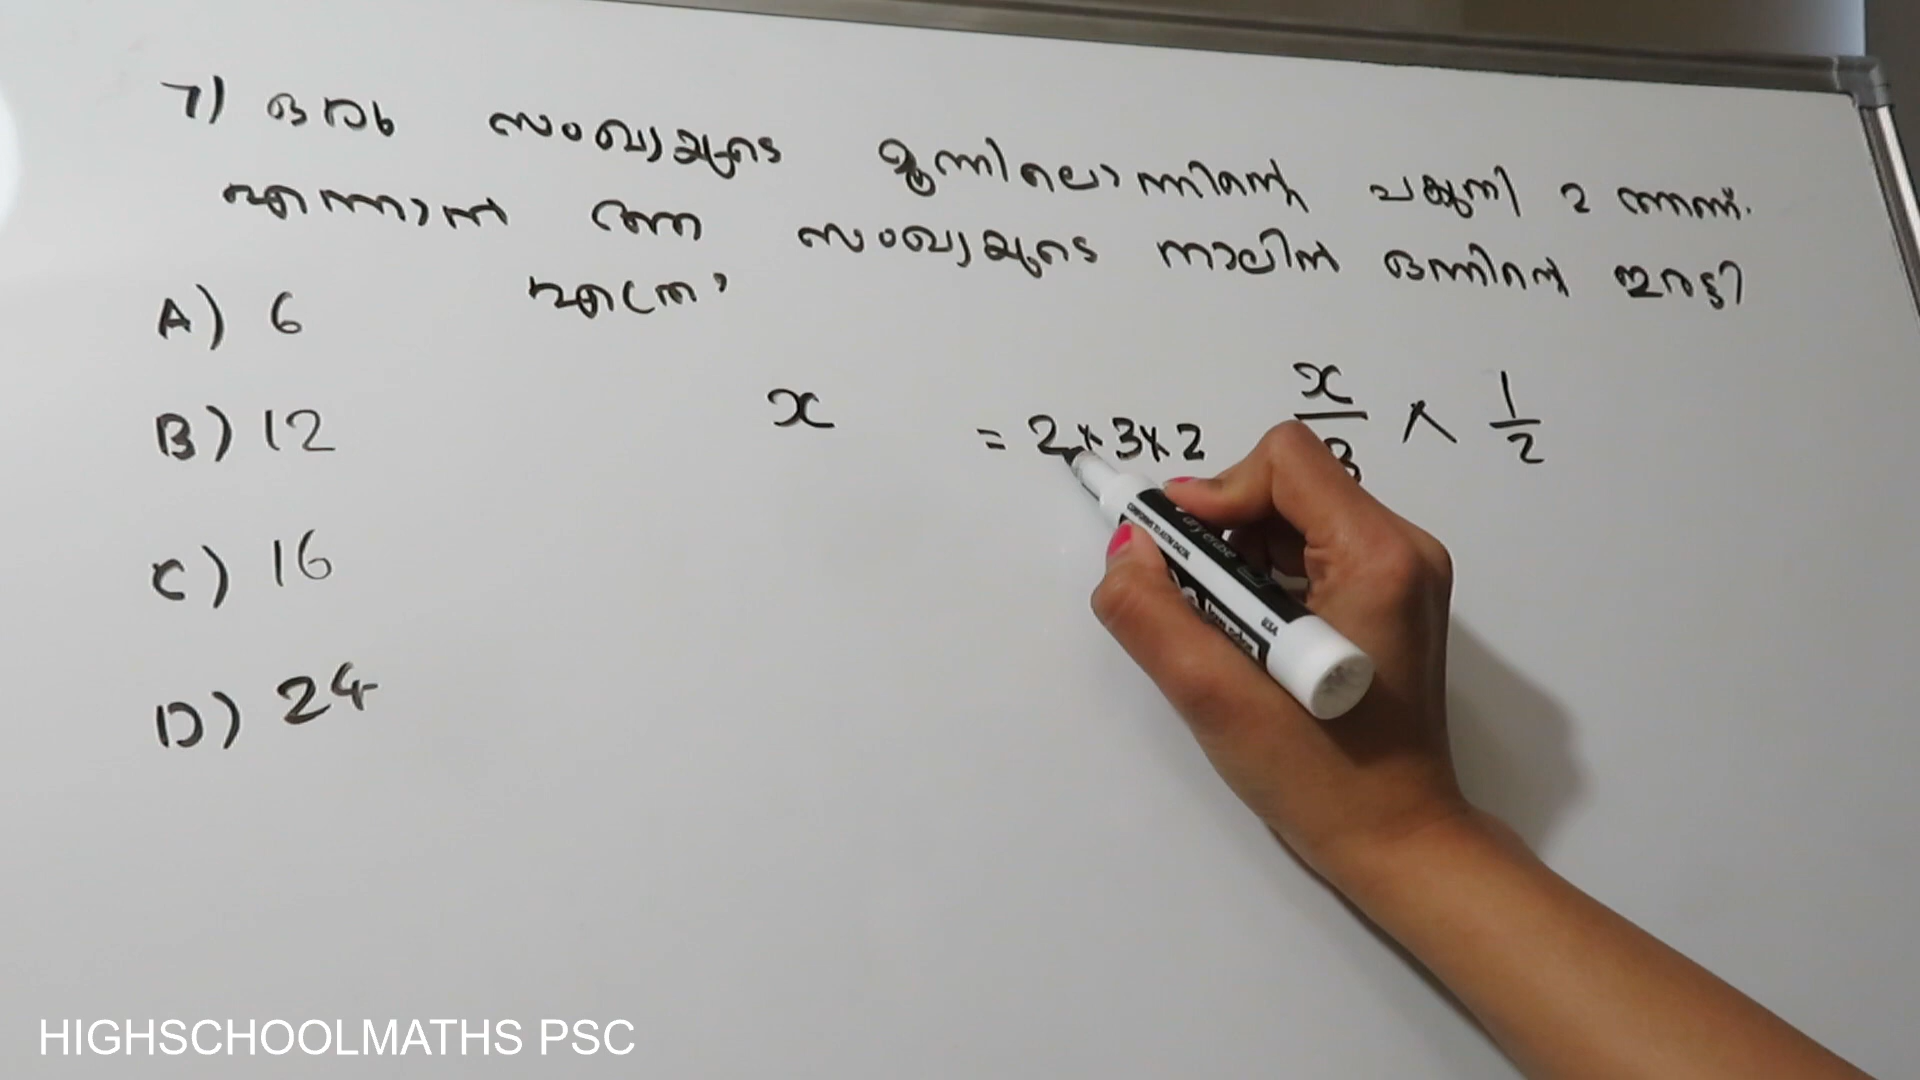 7) ഒരു സംഖ്യയുടെ മൂന്നിലൊന്നിന്റെ പകുതി 2 ആണ്.
എന്നാൽ ആ സംഖ്യയുടെ നാലിൽ ഒന്നിന്റെ ഇരട്ടി
എത്ര?
A) 6
B) 12
C) 16
D) 24
x = 2 × 3 × 2
x/3 × 1/2
HIGHSCHOOLMATHS PSC